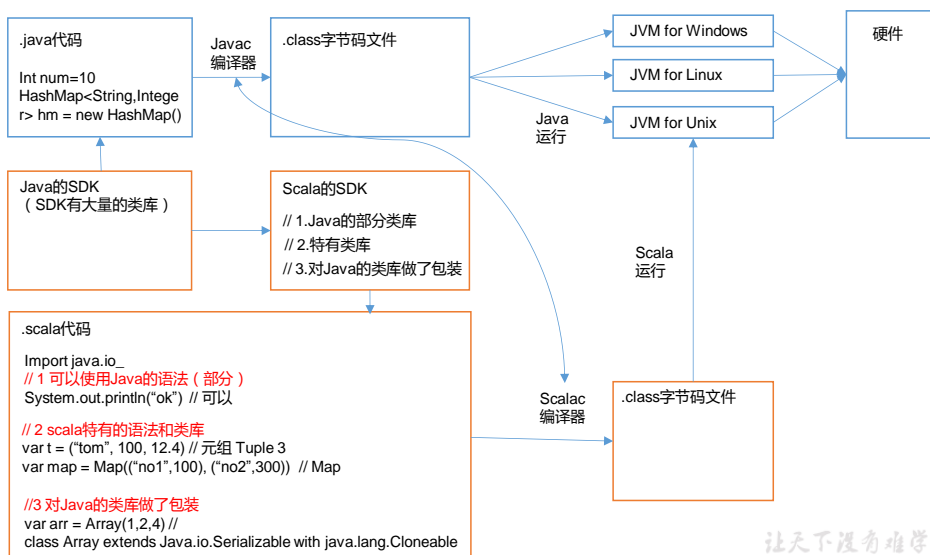 .java代码
Int num=10
HashMap<String,Intege
r> hm = new HashMap()
Javac
编译器
.class字节码文件
JVM for Windows
JVM for Linux
JVM for Unix
硬件
Java
运行
Java的SDK
（SDK有大量的类库）
Scala的SDK
// 1.Java的部分类库
// 2.特有类库
// 3.对Java的类库做了包装
Scala
运行
.scala代码
Import java.io_
// 1 可以使用Java的语法（部分）
System.out.println(“ok”) // 可以
// 2 scala特有的语法和类库
var t = (“tom”, 100, 12.4) // 元组 Tuple 3
var map = Map((“no1”,100), (“no2”,300)) // Map
//3 对Java的类库做了包装
var arr = Array(1,2,4) //
class Array extends Java.io.Serializable with java.lang.Cloneable
Scalac
编译器
.class字节码文件
让天下没有难学